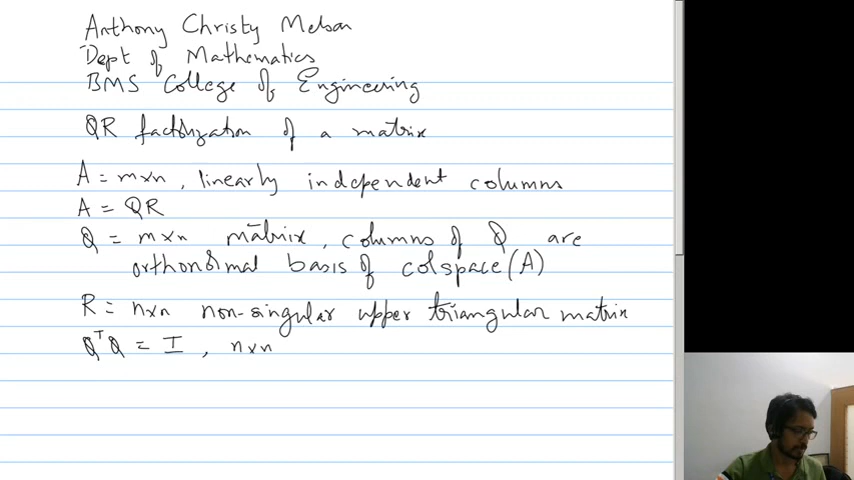 Anthony Christy Melson
Dept of Mathematics
BMS College of Engineering
QR factorization of a matrix
A = m×n , linearly independent columns
A = QR
Q = m×n matrix, columns of Q are
orthonormal basis of colspace(A)
R = n×n non-singular upper triangular matrix
QᵀQ = I , n×n